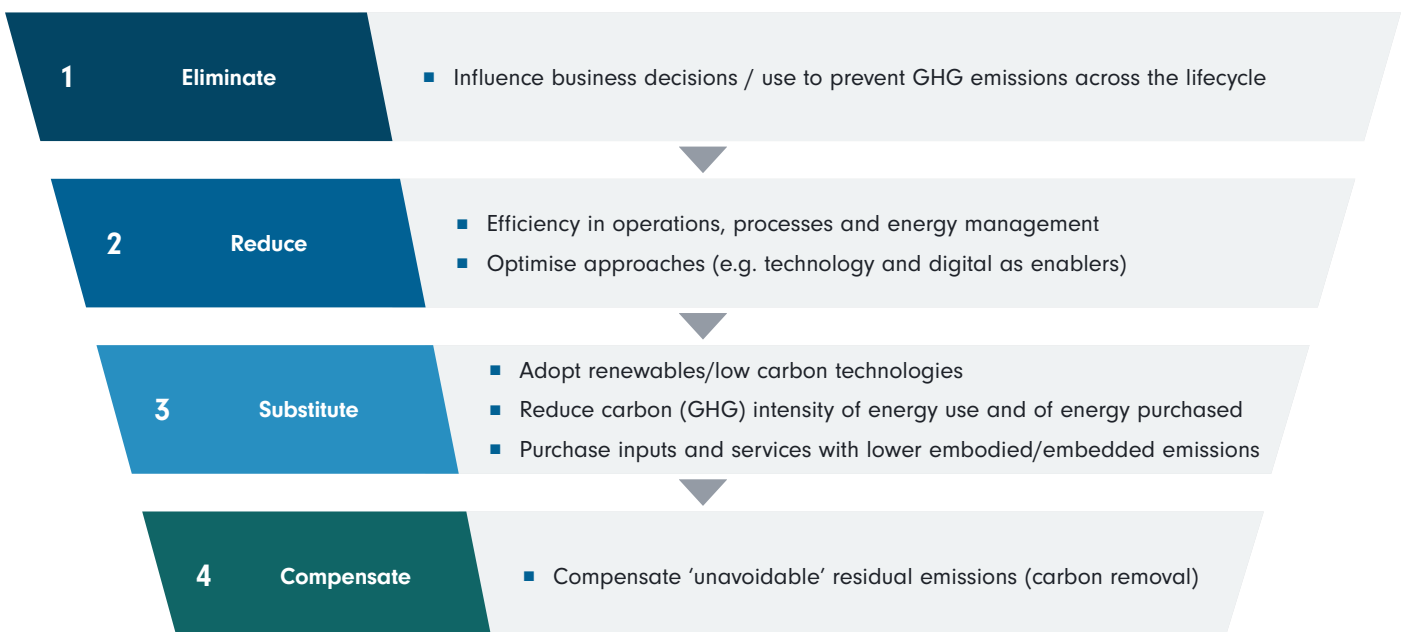 1 Eliminate ▪ Influence business decisions / use to prevent GHG emissions across the lifecycle
2 Reduce ▪ Efficiency in operations, processes and energy management
▪ Optimise approaches (e.g. technology and digital as enablers)
3 Substitute ▪ Adopt renewables/low carbon technologies
▪ Reduce carbon (GHG) intensity of energy use and of energy purchased
▪ Purchase inputs and services with lower embodied/embedded emissions
4 Compensate ▪ Compensate ‘unavoidable’ residual emissions (carbon removal)